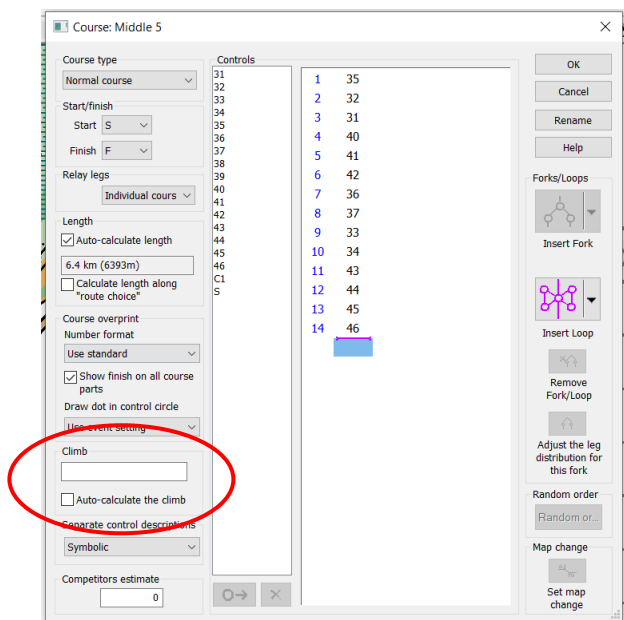 Course: Middle 5
Course type
Normal course
Start/finish
Start S
Finish F
Relay legs
Individual cours
Length
Auto-calculate length
6.4 km (6393m)
Calculate length along
"route choice"
Course overprint
Number format
Use standard
Show finish on all course
parts
Draw dot in control circle
Use event setting
Climb
Auto-calculate the climb
Separate control descriptions
Symbolic
Competitors estimate
0
Controls
31
32
33
34
35
36
37
38
39
40
41
42
43
44
45
46
C1
S
1 35
2 32
3 31
4 40
5 41
6 42
7 36
8 37
9 33
10 34
11 43
12 44
13 45
14 46
OK
Cancel
Rename
Help
Forks/Loops
Insert Fork
Insert Loop
Remove
Fork/Loop
Adjust the leg
distribution for
this fork
Random order
Random or...
Map change
Set map
change